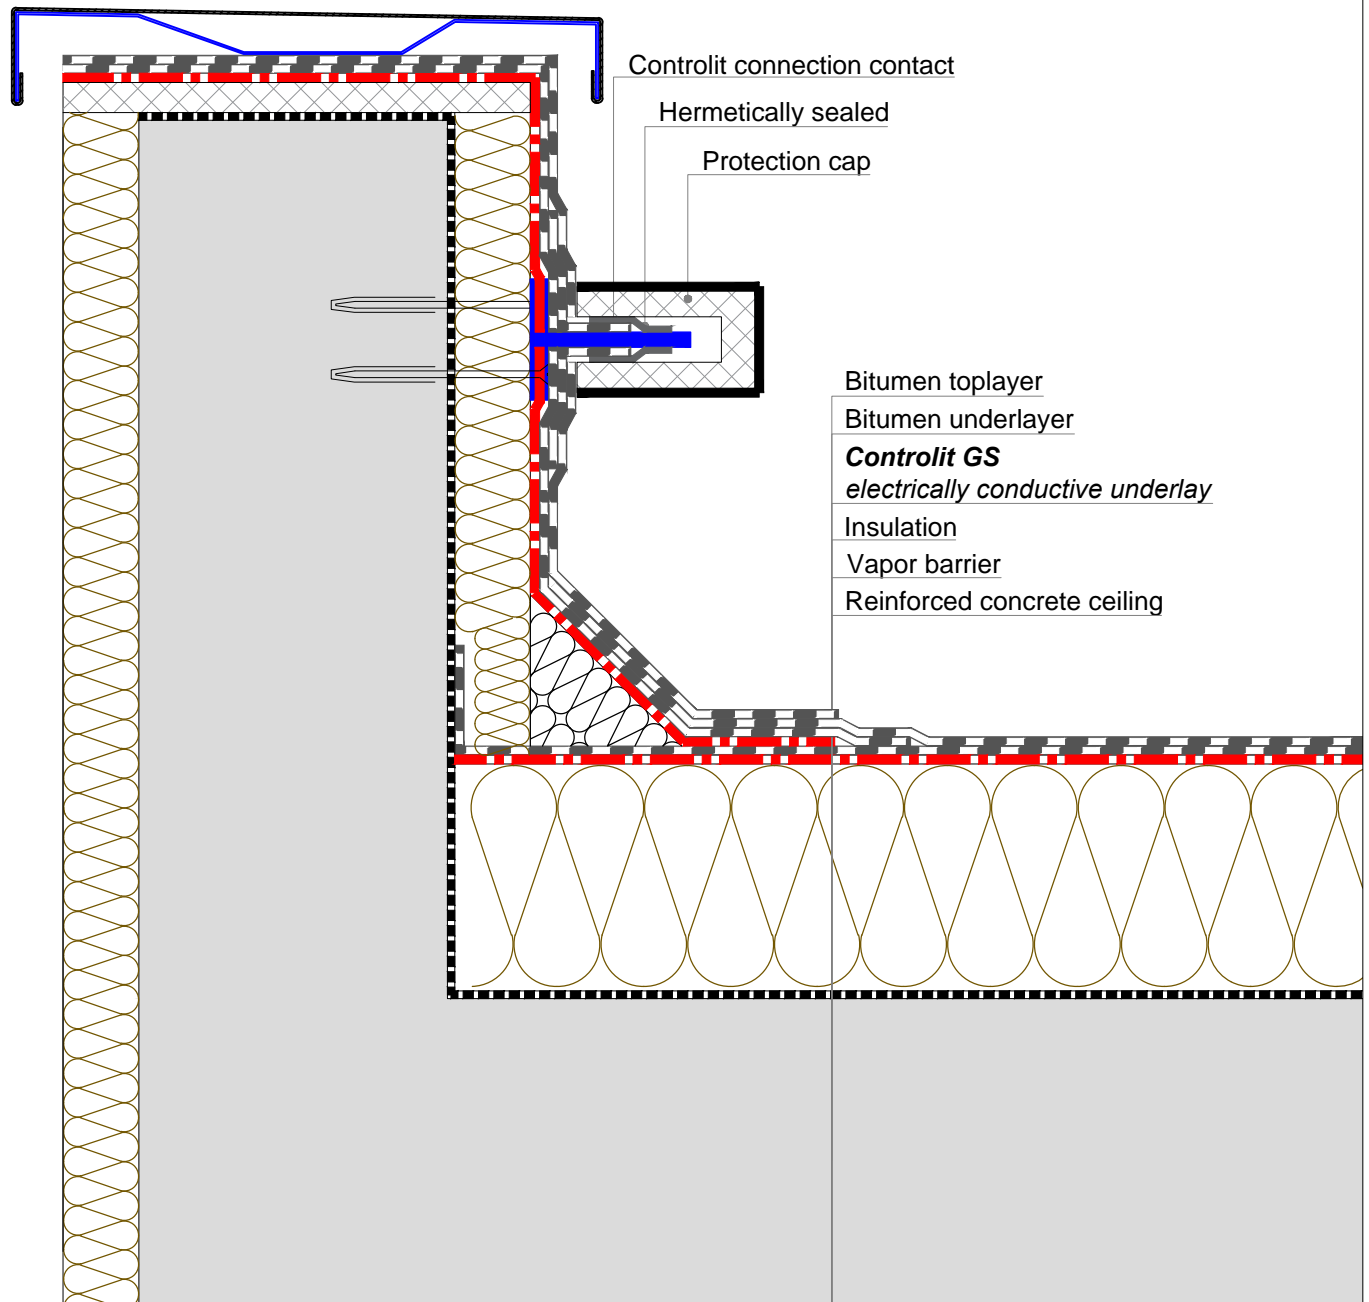 Controlit connection contact
Hermetically sealed
Protection cap
Bitumen toplayer
Bitumen underlayer
Controlit GS
electrically conductive underlay
Insulation
Vapor barrier
Reinforced concrete ceiling